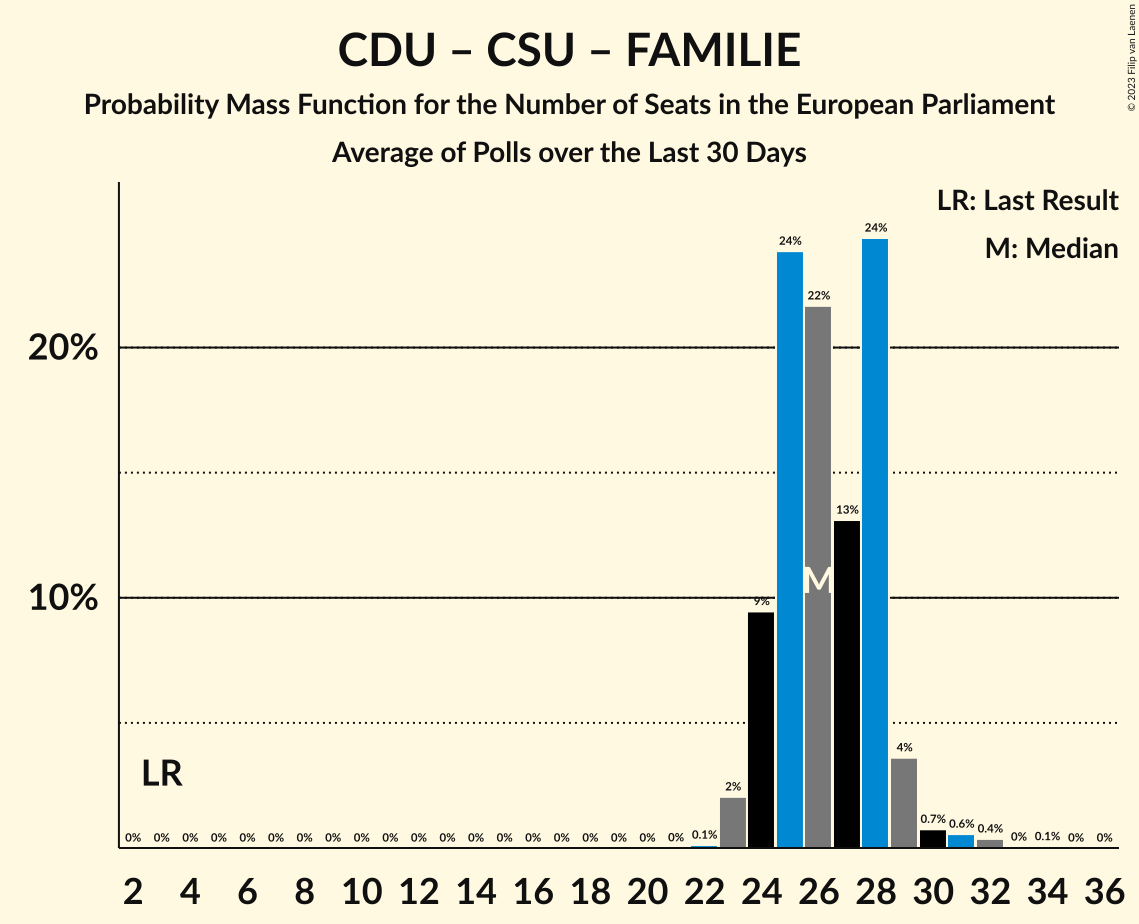 CDU – CSU – FAMILIE
Probability Mass Function for the Number of Seats in the European Parliament
Average of Polls over the Last 30 Days
© 2023 Filip van Laenen
LR: Last Result
M: Median
24% 24%
22%
20%
13%
M
10%
9%
LR
4%
2%
0% 0% 0% 0% 0% 0% 0% 0% 0% 0% 0% 0% 0% 0% 0% 0% 0% 0% 0% 0% 0.1% 0.7% 0.6% 0.4% 0% 0.1% 0% 0%
2 4 6 8 10 12 14 16 18 20 22 24 26 28 30 32 34 36